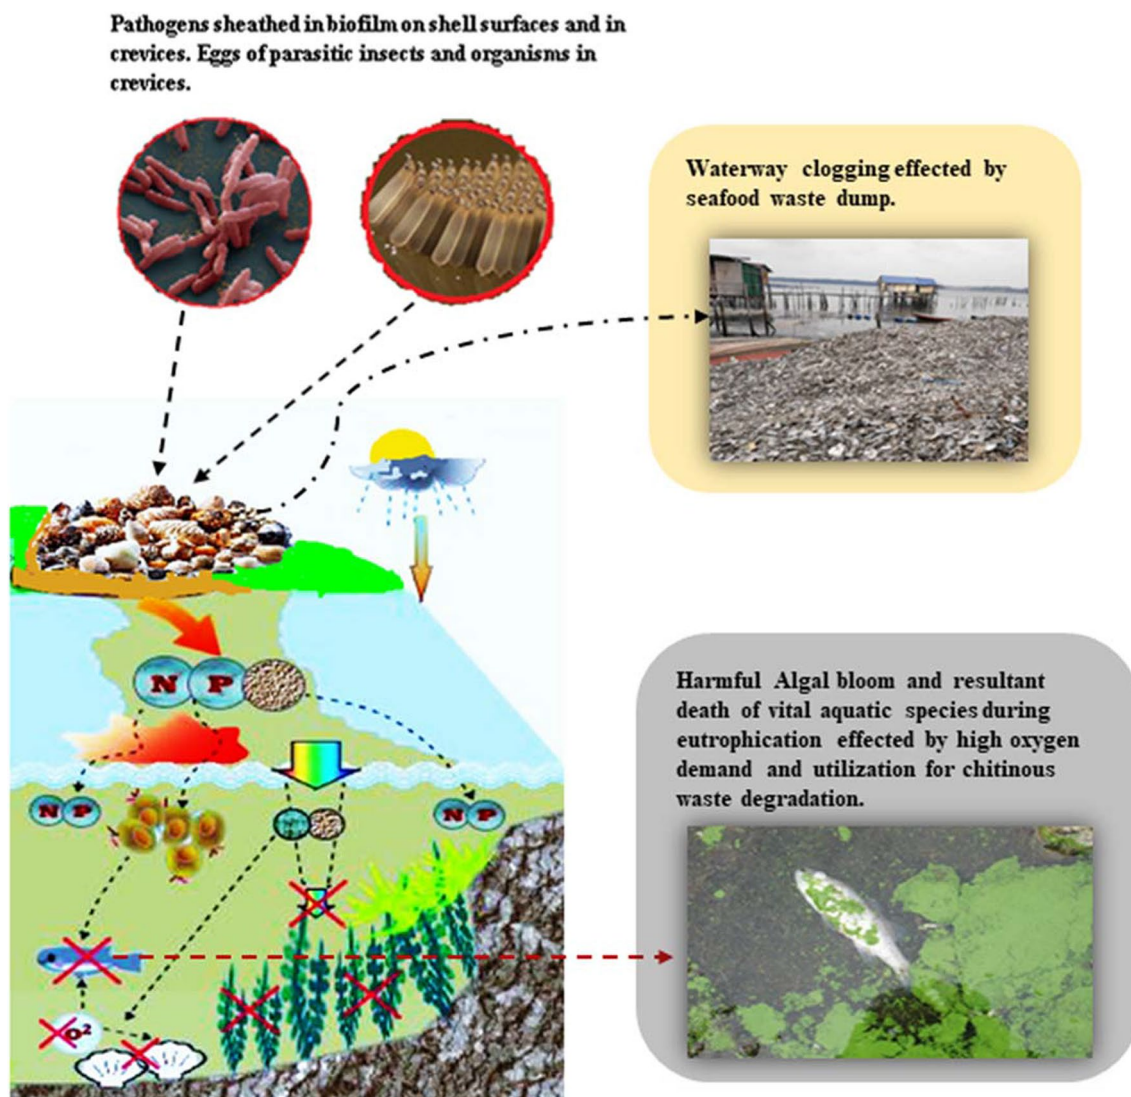 Pathogens sheathed in biofilm on shell surfaces and in
crevices. Eggs of parasitic insects and organisms in
crevices.
Waterway clogging effected by
seafood waste dump.
N P
N P
N P
Harmful Algal bloom and resultant
death of vital aquatic species during
eutrophication effected by high oxygen
demand and utilization for chitinous
waste degradation.
O²